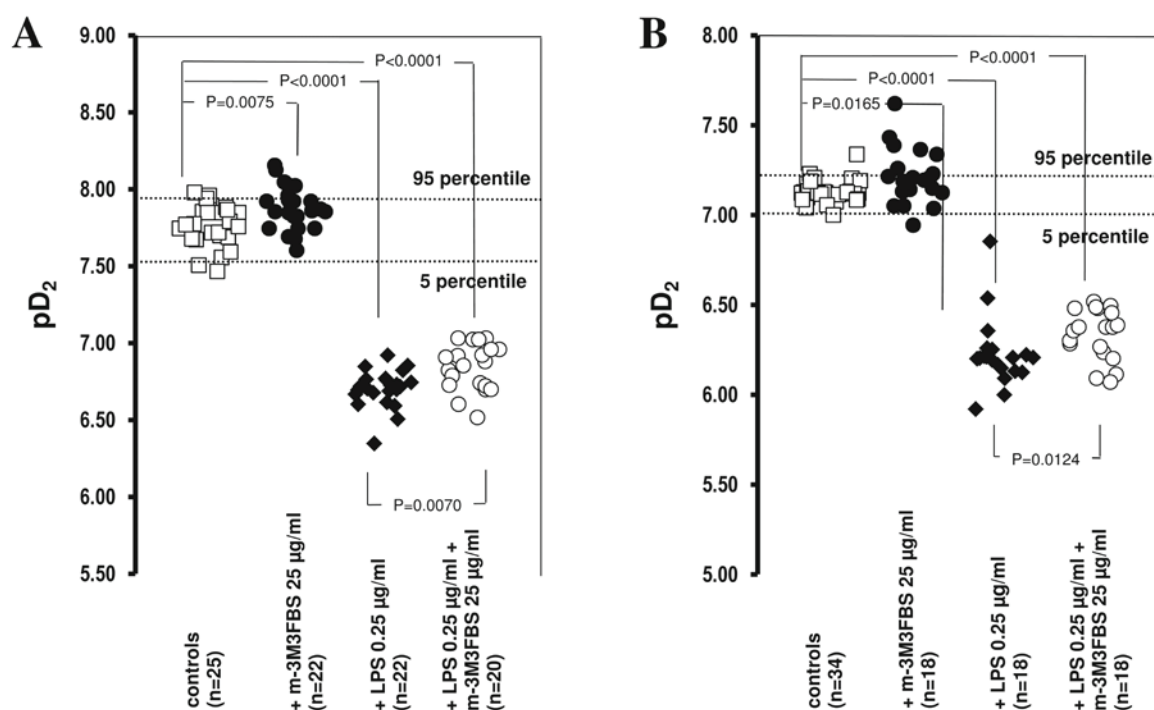 A
9.00
8.50
8.00
7.50
7.00
6.50
6.00
5.50
pD2
P<0.0001
P<0.0001
P=0.0075
95 percentile
5 percentile
P=0.0070
controls
(n=25)
+ m-3M3FBS 25 µg/ml
(n=22)
+ LPS 0.25 µg/ml
(n=22)
+ LPS 0.25 µg/ml +
m-3M3FBS 25 µg/ml
(n=20)
B
8.00
7.50
7.00
6.50
6.00
5.50
5.00
pD2
P<0.0001
P<0.0001
P=0.0165
95 percentile
5 percentile
P=0.0124
controls
(n=34)
+ m-3M3FBS 25 µg/ml
(n=18)
+ LPS 0.25 µg/ml
(n=18)
+ LPS 0.25 µg/ml +
m-3M3FBS 25 µg/ml
(n=18)